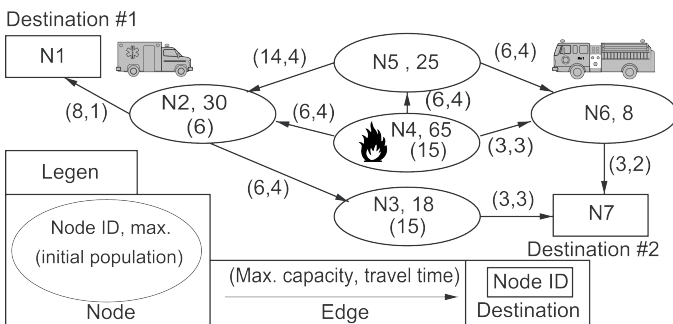 Destination #1
N1
(14,4)
N5 , 25
(6,4)
(8,1)
N2, 30
(6)
(6,4)
(6,4)
N6, 8
N4, 65
(15)
(3,3)
Legen
(6,4)
N3, 18
(15)
(3,3)
(3,2)
N7
Destination #2
Node ID, max.
(initial population)
Node
(Max. capacity, travel time)
Edge
Node ID
Destination